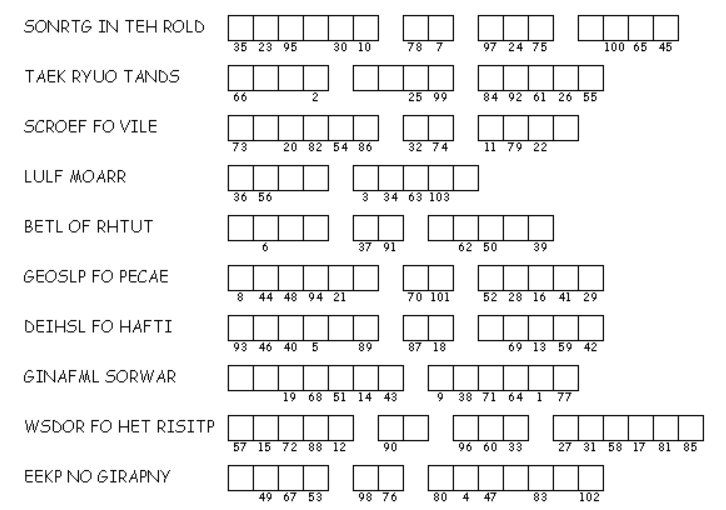 SONRTG IN TEH ROLD
35 23 95 30 10 78 7 97 24 75 100 65 45
TAEK RYUO TANDS
66 2 25 99 84 92 61 26 55
SCROEF FO VILE
73 20 82 54 86 32 74 11 79 22
LULF MOARR
36 56 3 34 63 103
BETL OF RHTUT
6 37 91 62 50 39
GEOSLP FO PECAE
8 44 48 94 21 70 101 52 28 16 41 29
DEIHSL FO HAFTI
93 46 40 5 89 87 18 69 13 59 42
GINAFML SORWAR
19 68 51 14 43 9 38 71 64 1 77
WSDOR FO HET RISITP
57 15 72 88 12 90 96 60 33 27 31 58 17 81 85
EEKP NO GIRAPNY
49 67 53 98 76 80 4 47 83 102